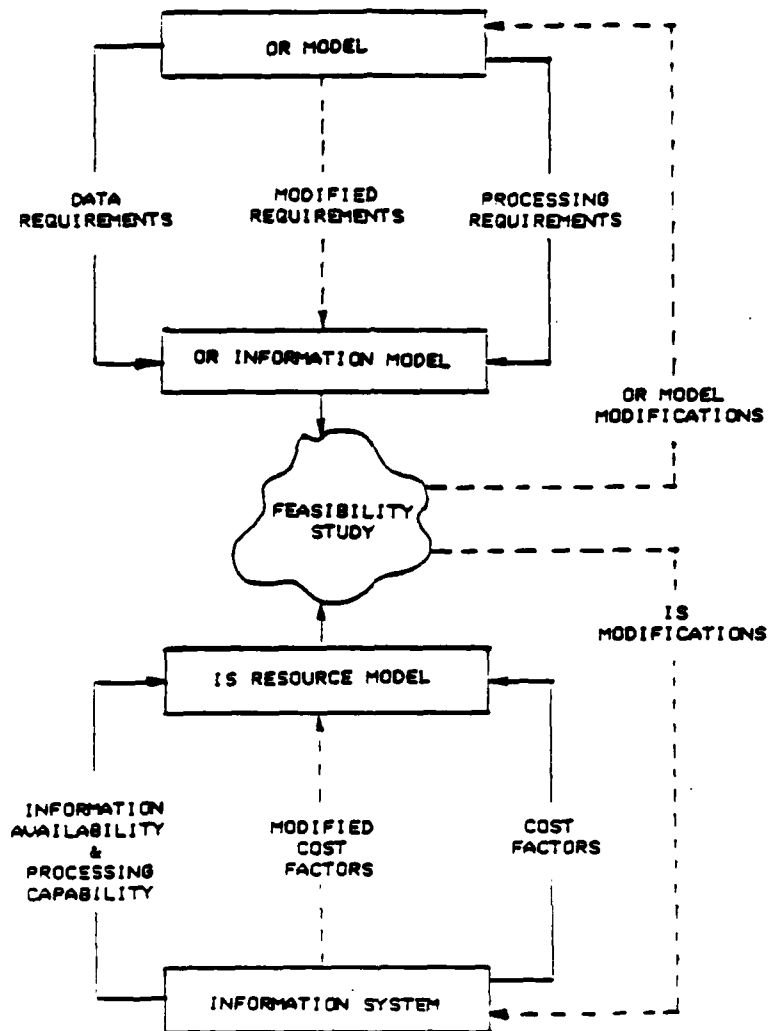 OR MODEL
DATA
REQUIREMENTS
MODIFIED
REQUIREMENTS
PROCESSING
REQUIREMENTS
OR INFORMATION MODEL
OR MODEL
MODIFICATIONS
FEASIBILITY
STUDY
IS
MODIFICATIONS
IS RESOURCE MODEL
INFORMATION
AVAILABILITY
&
PROCESSING
CAPABILITY
MODIFIED
COST
FACTORS
COST
FACTORS
INFORMATION SYSTEM